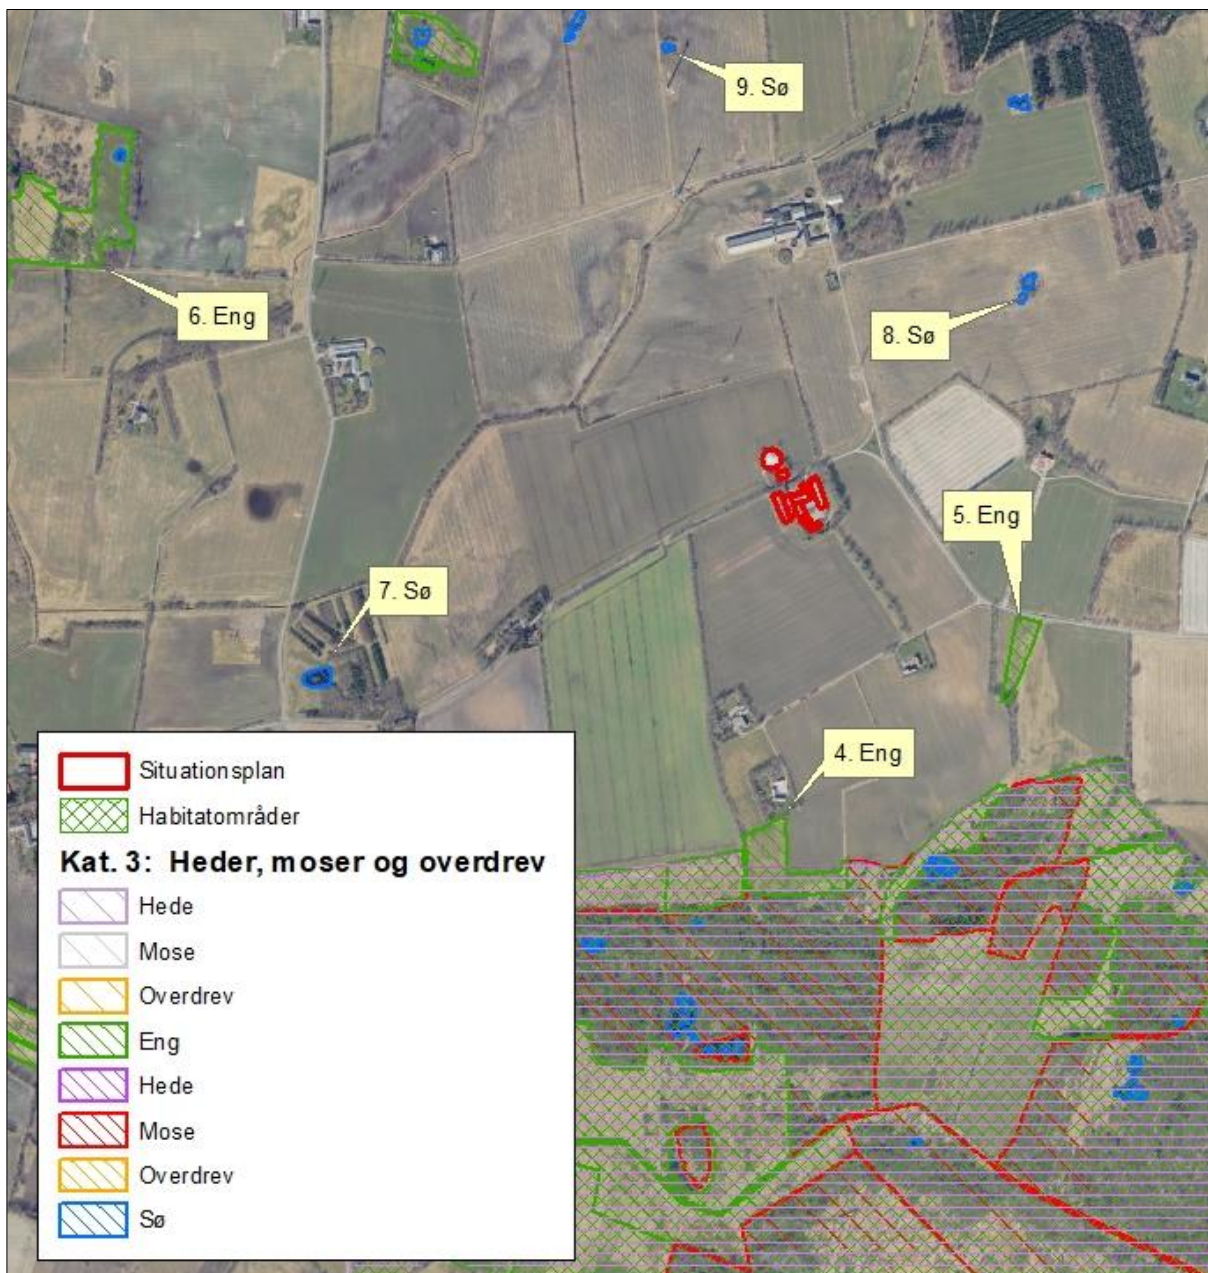 9. Sø
6. Eng
8. Sø
5. Eng
7. Sø
4. Eng
Situationsplan
Habitatområder
Kat. 3: Heder, moser og overdrev
Hede
Mose
Overdrev
Eng
Hede
Mose
Overdrev
Sø